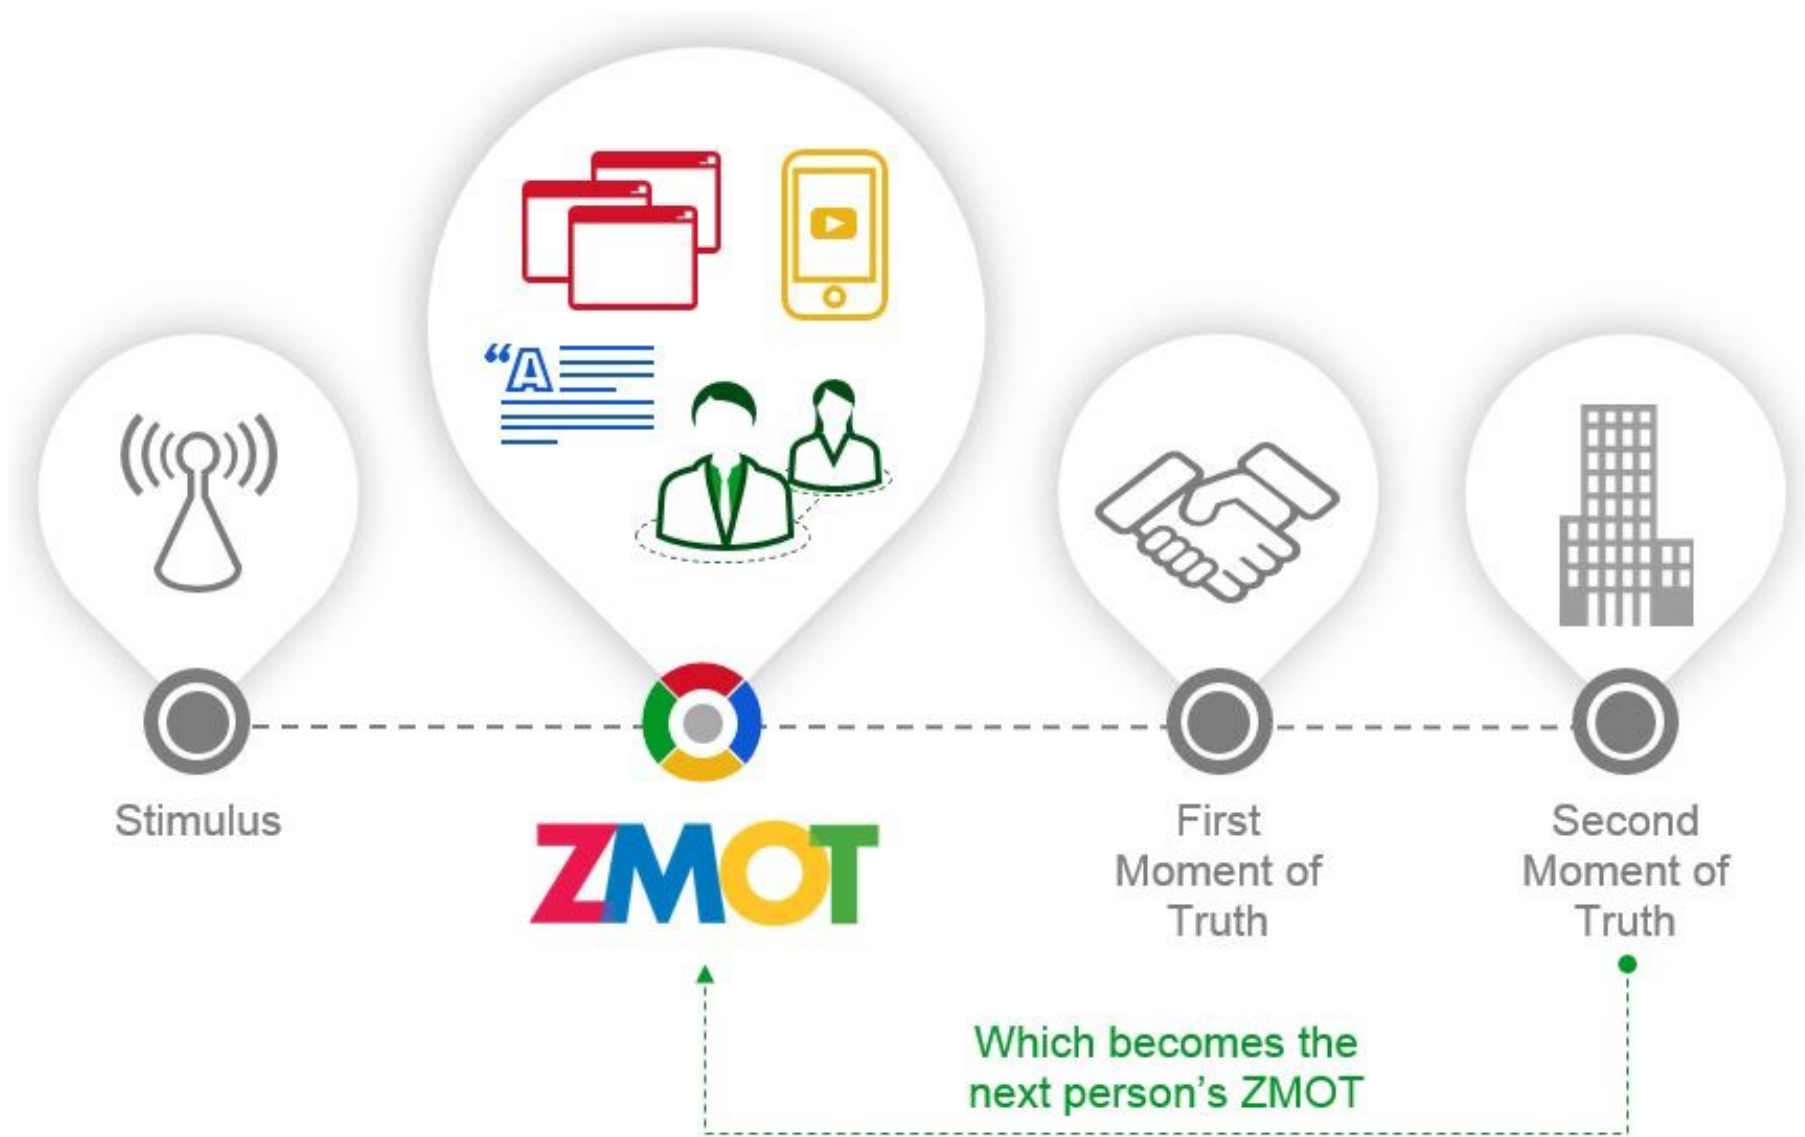 “A
Stimulus
ZMOT
First
Moment of
Truth
Second
Moment of
Truth
Which becomes the
next person’s ZMOT